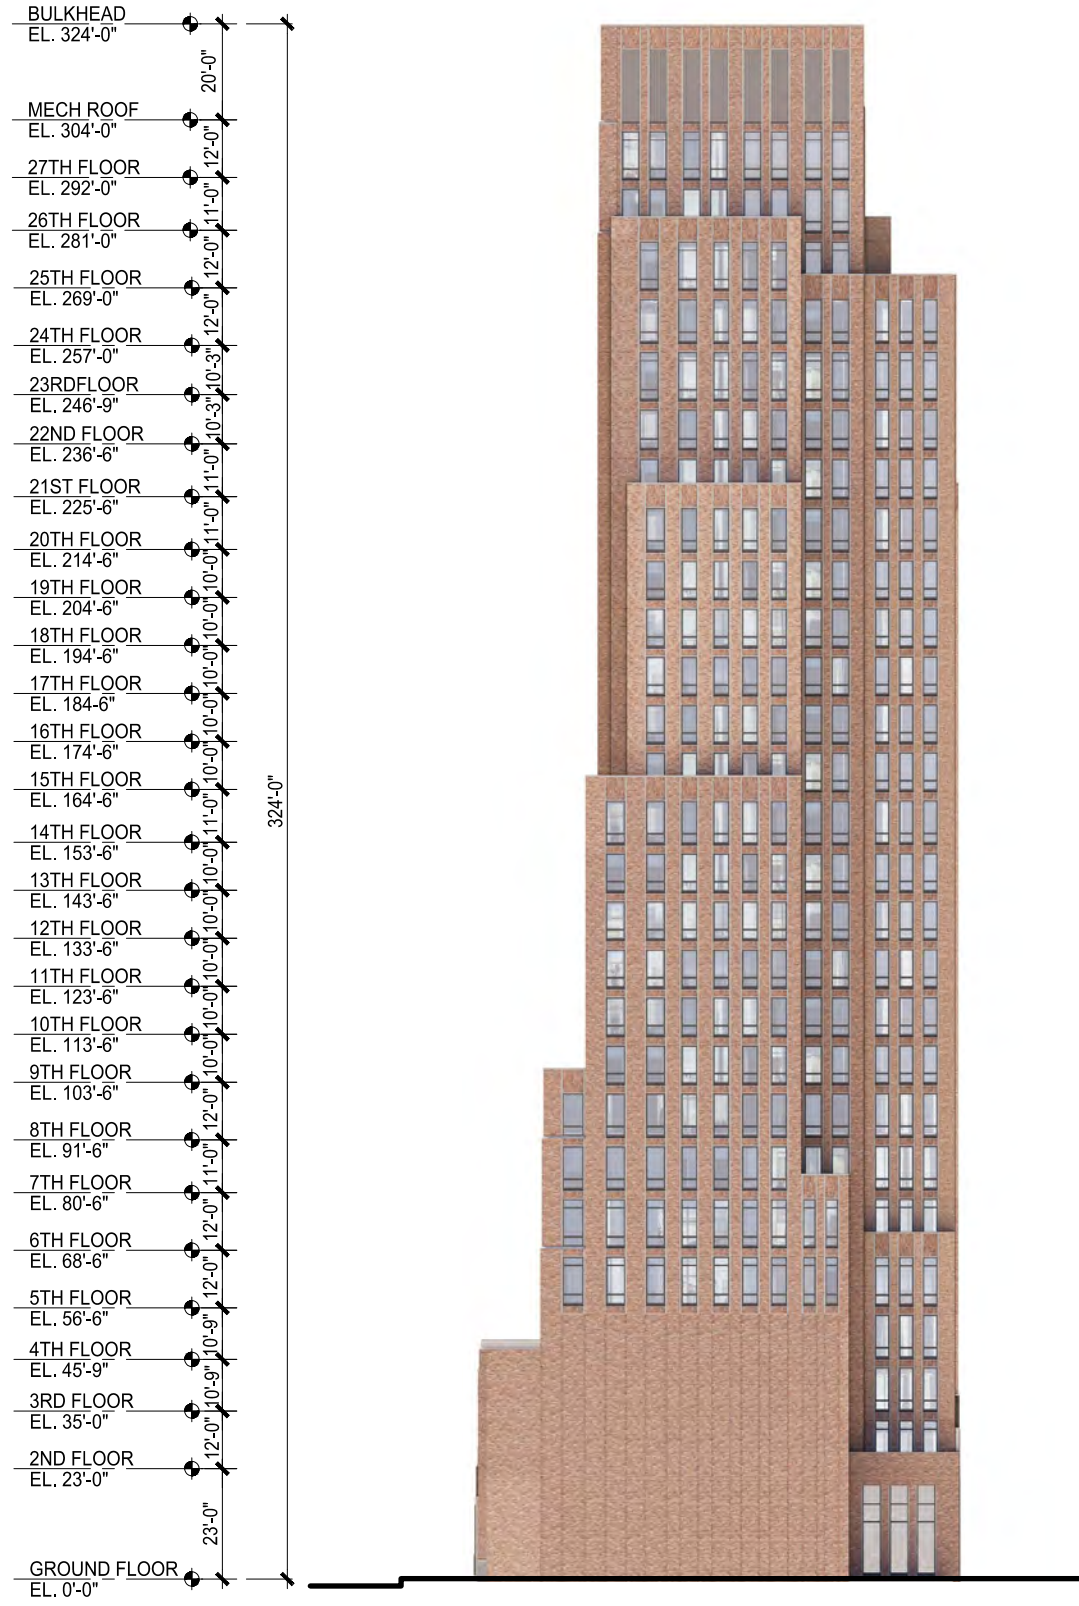 BULKHEAD
EL. 324'-0"
20'-0"
MECH ROOF
EL. 304'-0"
12'-0"
27TH FLOOR
EL. 292'-0"
11'-0"
26TH FLOOR
EL. 281'-0"
12'-0"
25TH FLOOR
EL. 269'-0"
12'-0"
24TH FLOOR
EL. 257'-0"
10'-3"
23RDFLOOR
EL. 246'-9"
10'-3"
22ND FLOOR
EL. 236'-6"
11'-0"
21ST FLOOR
EL. 225'-6"
11'-0"
20TH FLOOR
EL. 214'-6"
10'-0"
19TH FLOOR
EL. 204'-6"
10'-0"
18TH FLOOR
EL. 194'-6"
10'-0"
17TH FLOOR
EL. 184-6"
10'-0"
16TH FLOOR
EL. 174'-6"
10'-0"
15TH FLOOR
EL. 164'-6"
11'-0"
324'-0"
14TH FLOOR
EL. 153'-6"
10'-0"
13TH FLOOR
EL. 143'-6"
10'-0"
12TH FLOOR
EL. 133'-6"
10'-0"
11TH FLOOR
EL. 123'-6"
10'-0"
10TH FLOOR
EL. 113'-6"
10'-0"
9TH FLOOR
EL. 103'-6"
12'-0"
8TH FLOOR
EL. 91'-6"
11'-0"
7TH FLOOR
EL. 80'-6"
12'-0"
6TH FLOOR
EL. 68'-6"
12'-0"
5TH FLOOR
EL. 56'-6"
10'-9"
4TH FLOOR
EL. 45'-9"
10'-9"
3RD FLOOR
EL. 35'-0"
12'-0"
2ND FLOOR
EL. 23'-0"
23'-0"
GROUND FLOOR
EL. 0'-0"